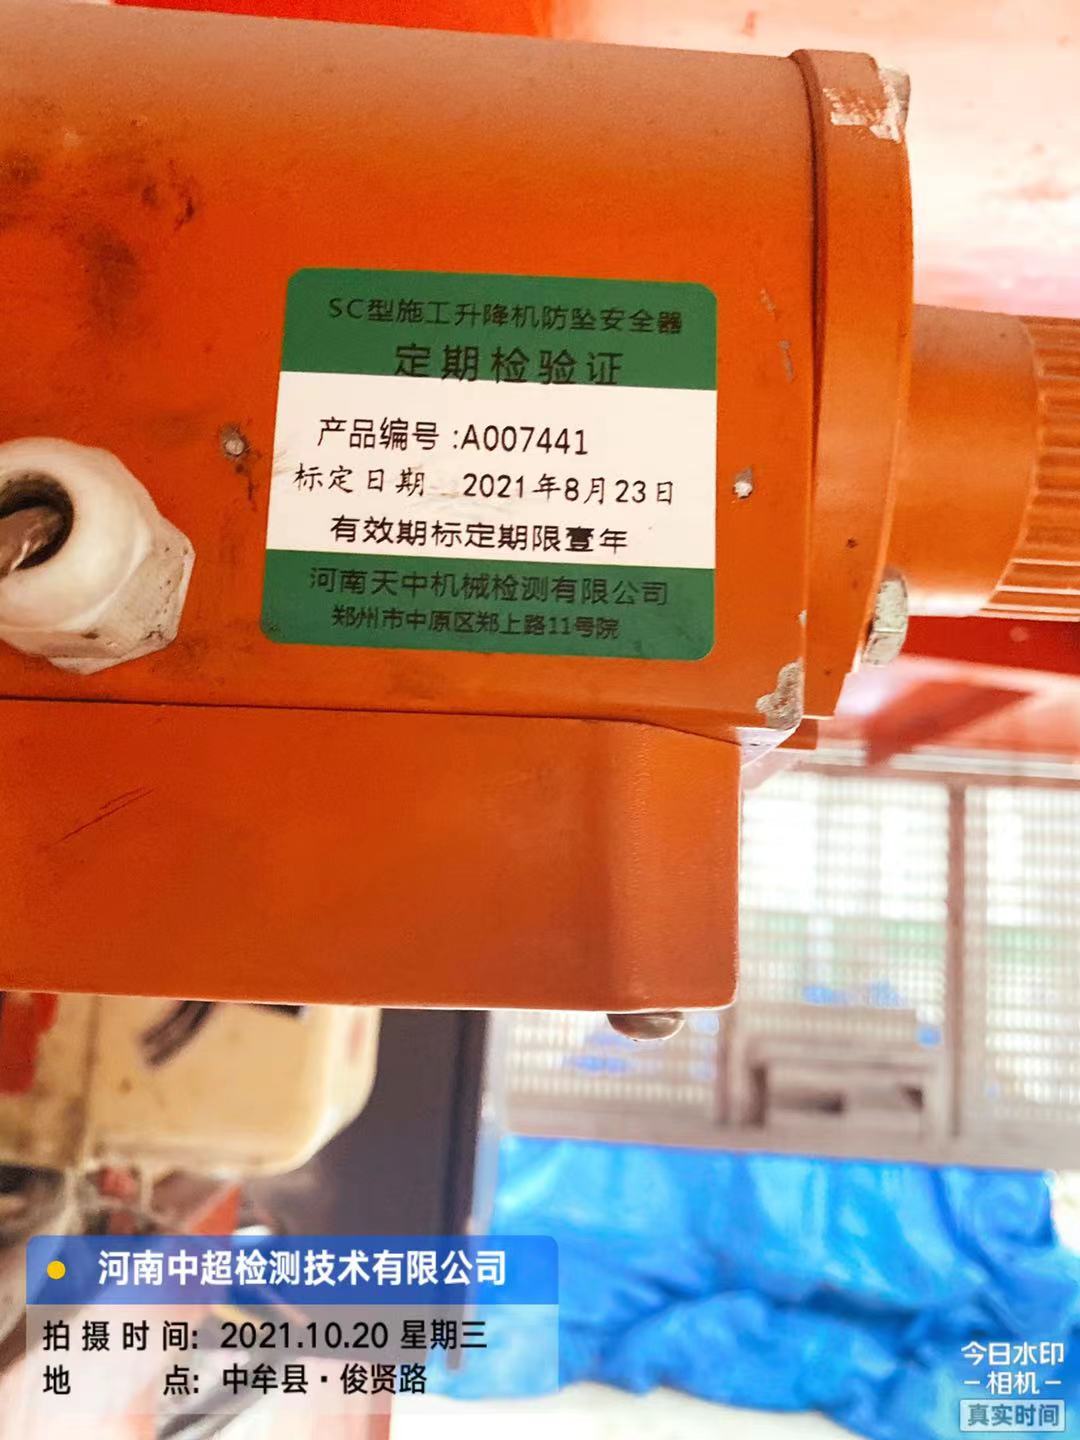 SC型施工升降机防坠安全器
定期检验证
产品编号:A007441
标定日期 2021年8月23日
有效期标定期限壹年
河南天中机械检测有限公司
郑州市中原区郑上路11号院
河南中超检测技术有限公司
拍摄时间: 2021.10.20 星期三
地点: 中牟县·俊贤路
今日水印
-相机-
真实时间